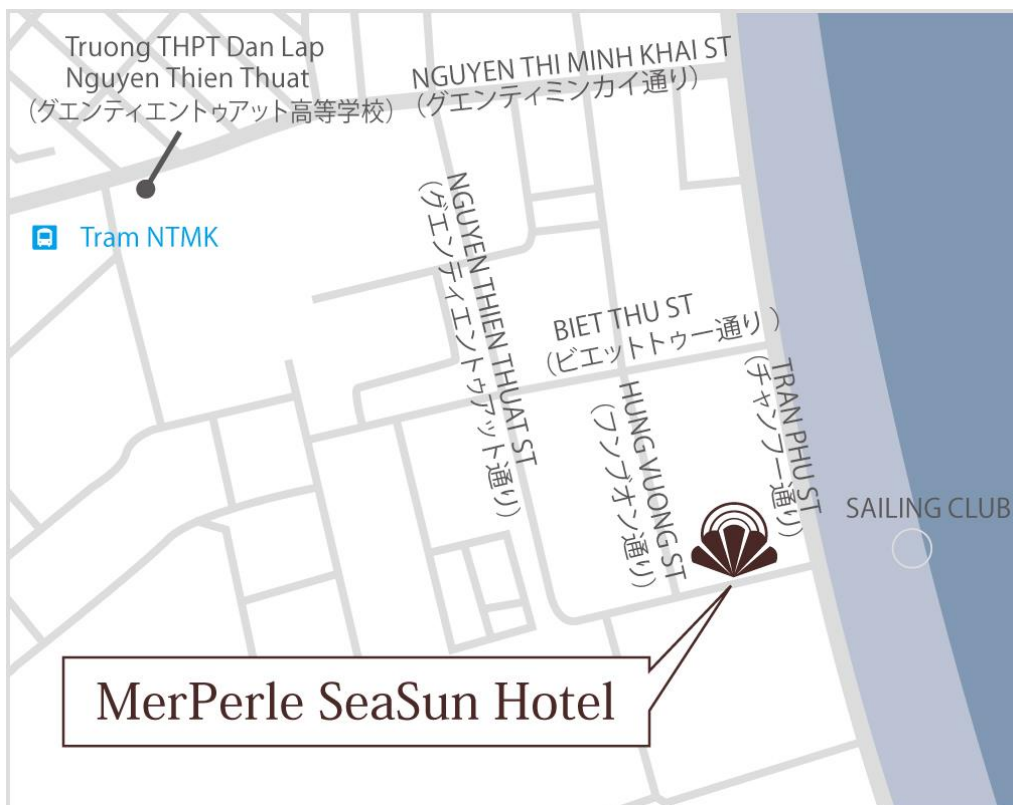 Truong THPT Dan Lap
Nguyen Thien Thuat
（グエンティエントゥアット高等学校）
NGUYEN THI MINH KHAI ST
（グエンティミンカイ通り）
Tram NTMK
NGUYEN THIEN THUAT ST
（グエンティエントゥアット通り）
BIET THU ST
（ビエットトゥー通り ）
HUNG VUONG ST
（フンブオン通り）
TRAN PHU ST
（チャンフー通り）
SAILING CLUB
MerPerle SeaSun Hotel